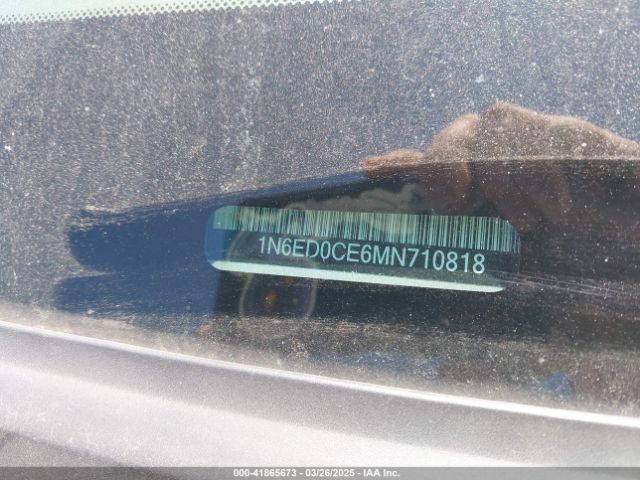 1N6ED0CE6MN710818
000-41865673 | 03/26/2025 - IAA Inc.